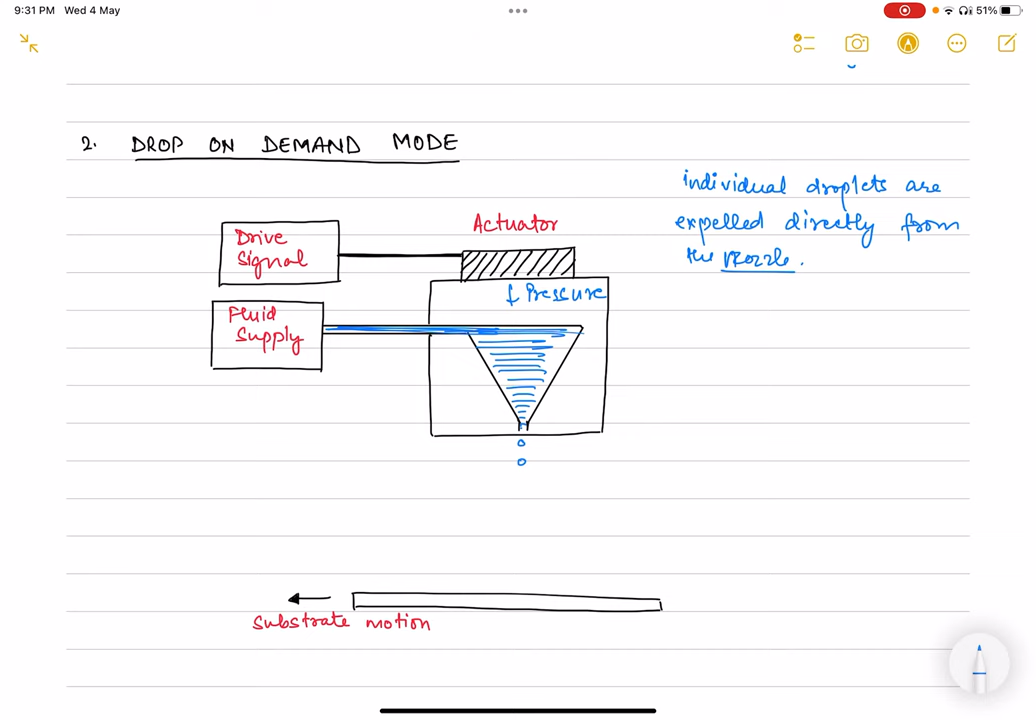 9:31 PM Wed 4 May
51%
2. DROP ON DEMAND MODE
individual droplets are
expelled directly from
the nozzle.
Actuator
Drive
Signal
Pressure
Fluid
Supply
substrate motion